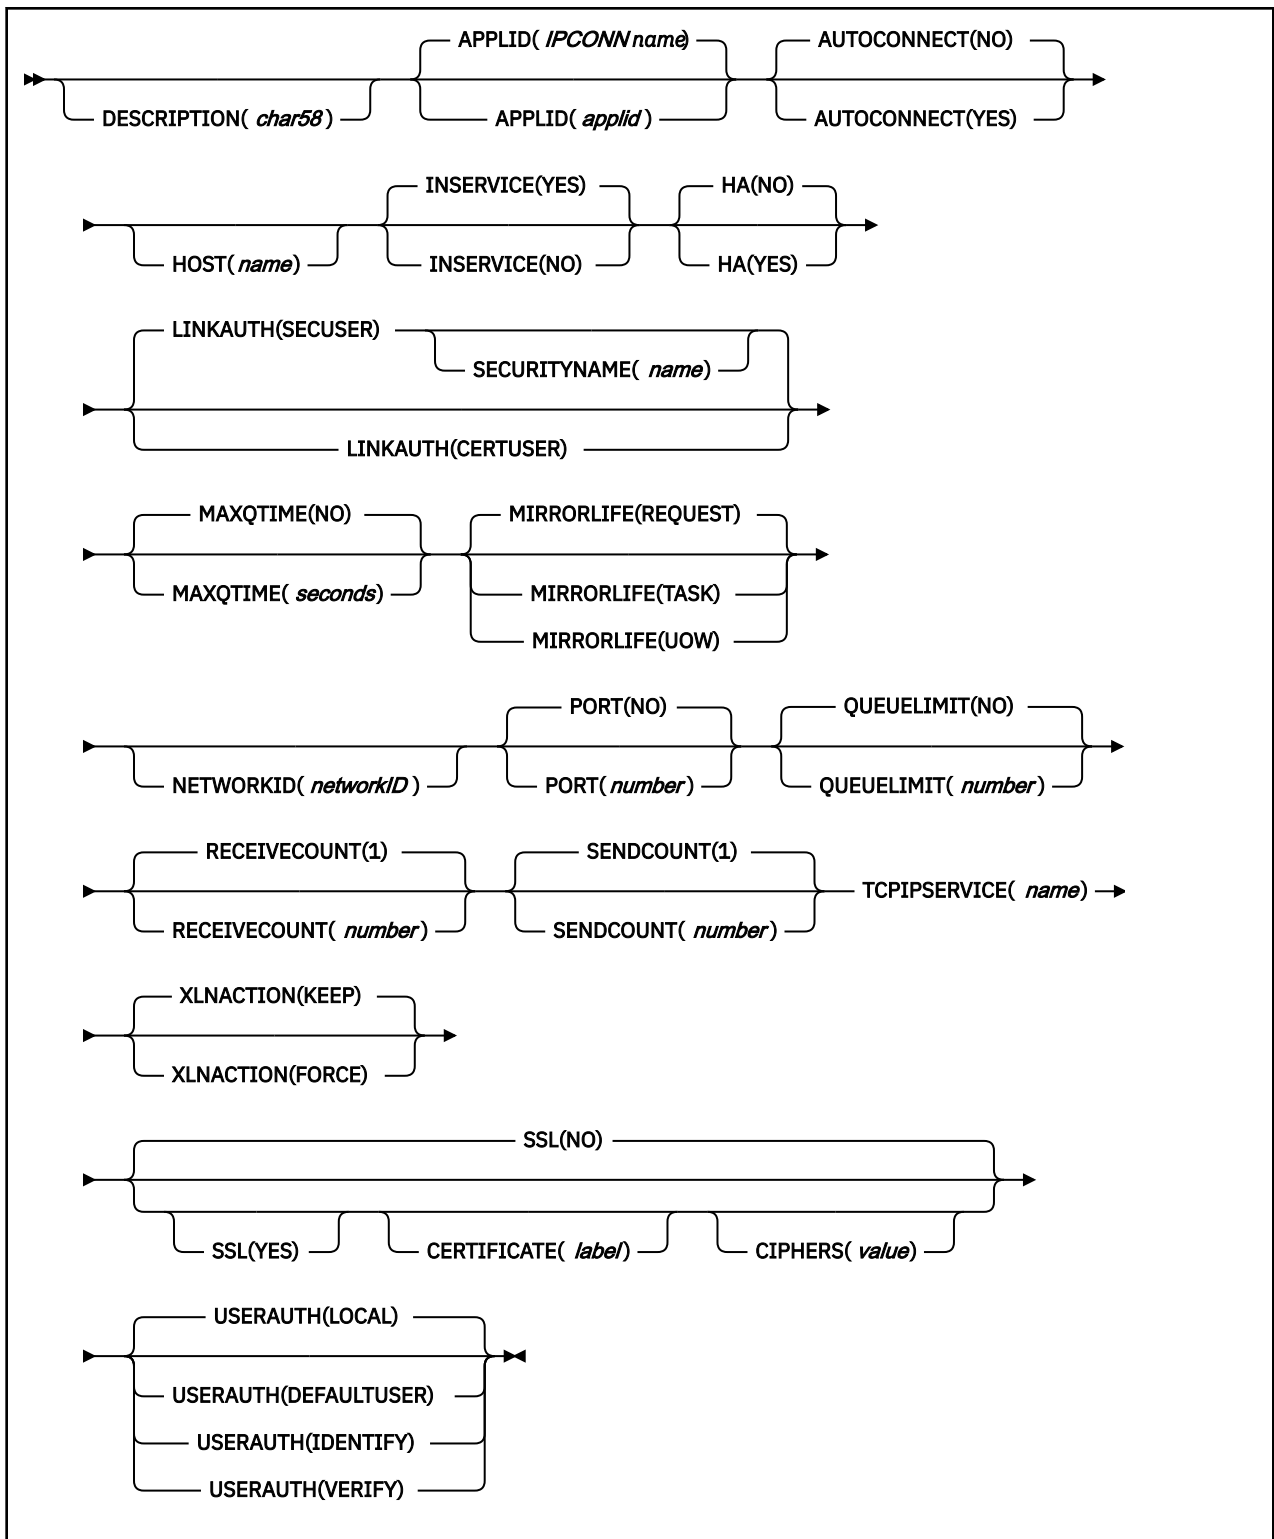 APPLID( IPCONN name) AUTOCONNECT(NO)
DESCRIPTION( char58 ) APPLID( applid ) AUTOCONNECT(YES)
INSERVICE(YES) HA(NO)
HOST( name) INSERVICE(NO) HA(YES)
LINKAUTH(SECUSER)
SECURITYNAME( name)
LINKAUTH(CERTUSER)
MAXQTIME(NO) MIRRORLIFE(REQUEST)
MAXQTIME( seconds) MIRRORLIFE(TASK)
MIRRORLIFE(UOW)
PORT(NO) QUEUELIMIT(NO)
NETWORKID( networkID ) PORT( number) QUEUELIMIT( number)
RECEIVECOUNT(1) SENDCOUNT(1)
TCPIPSERVICE( name)
RECEIVECOUNT( number) SENDCOUNT( number)
XLNACTION(KEEP)
XLNACTION(FORCE)
SSL(NO)
SSL(YES) CERTIFICATE( label) CIPHERS( value)
USERAUTH(LOCAL)
USERAUTH(DEFAULTUSER)
USERAUTH(IDENTIFY)
USERAUTH(VERIFY)